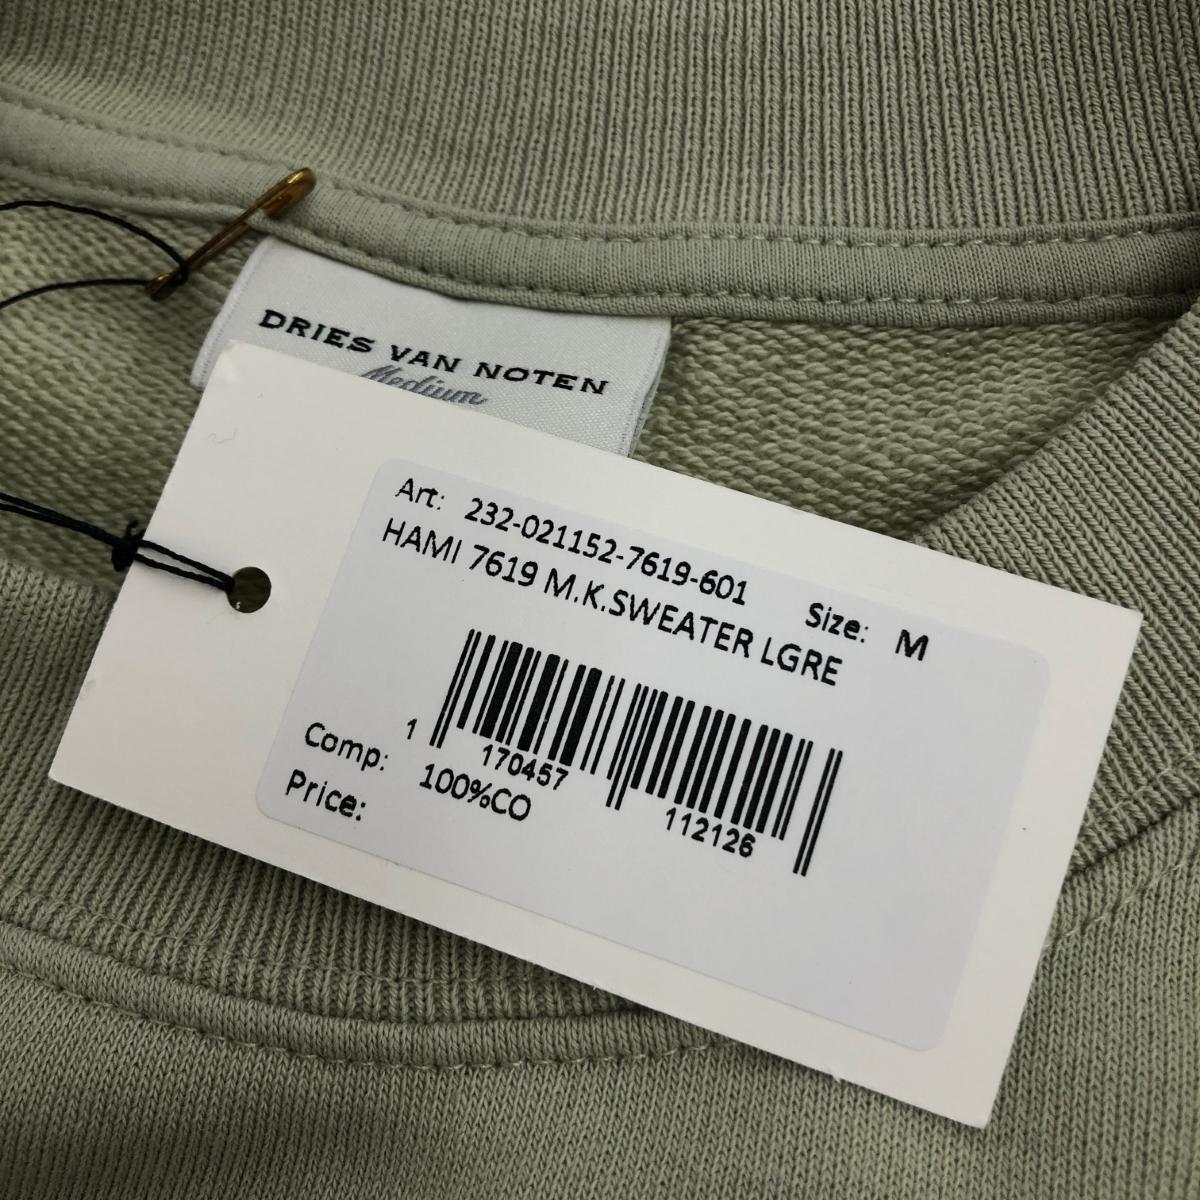 DRIES VAN NOTEN
Medium
Art: 232-021152-7619-601
HAMI 7619 M.K.SWEATER LGRE
Size: M
1 170457 112126
Comp: 100%CO
Price: